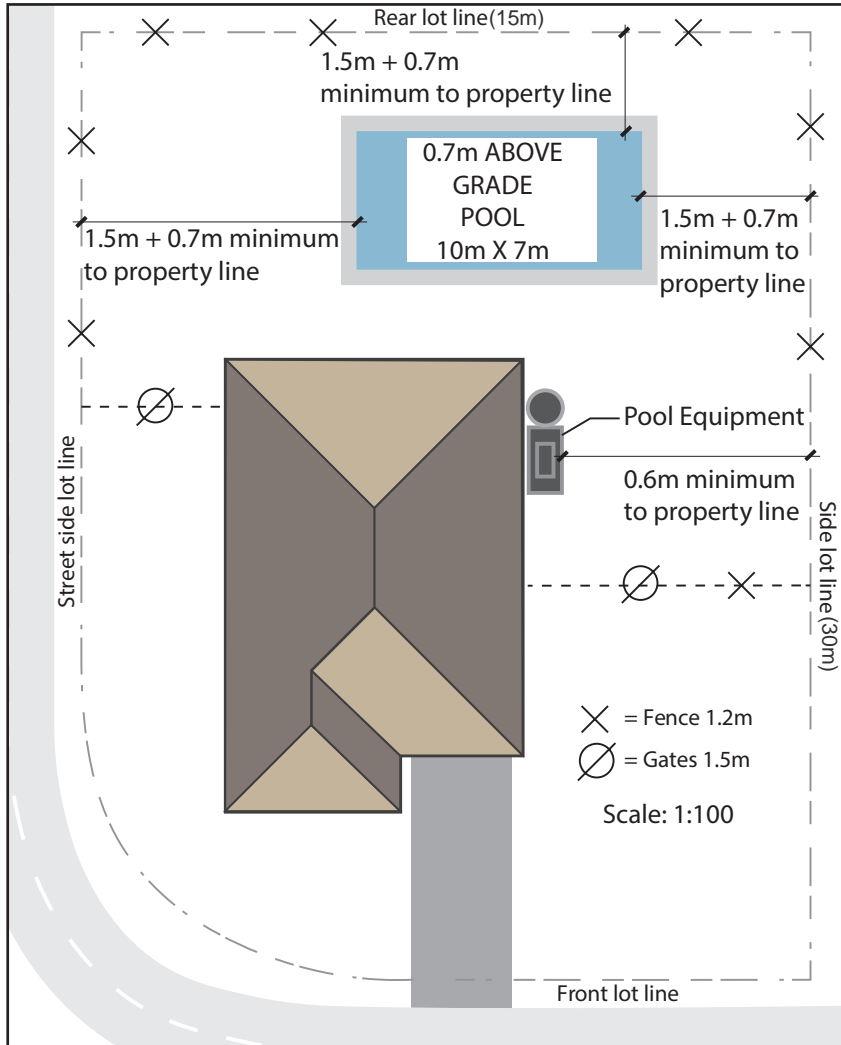 Rear lot line (15m)
1.5m + 0.7m
minimum to property line
0.7m ABOVE
GRADE
POOL
10m X 7m
1.5m + 0.7m minimum
to property line
1.5m + 0.7m
minimum to
property line
Pool Equipment
0.6m minimum
to property line
Street side lot line
Side lot line (30m)
= Fence 1.2m
= Gates 1.5m
Scale: 1:100
Front lot line